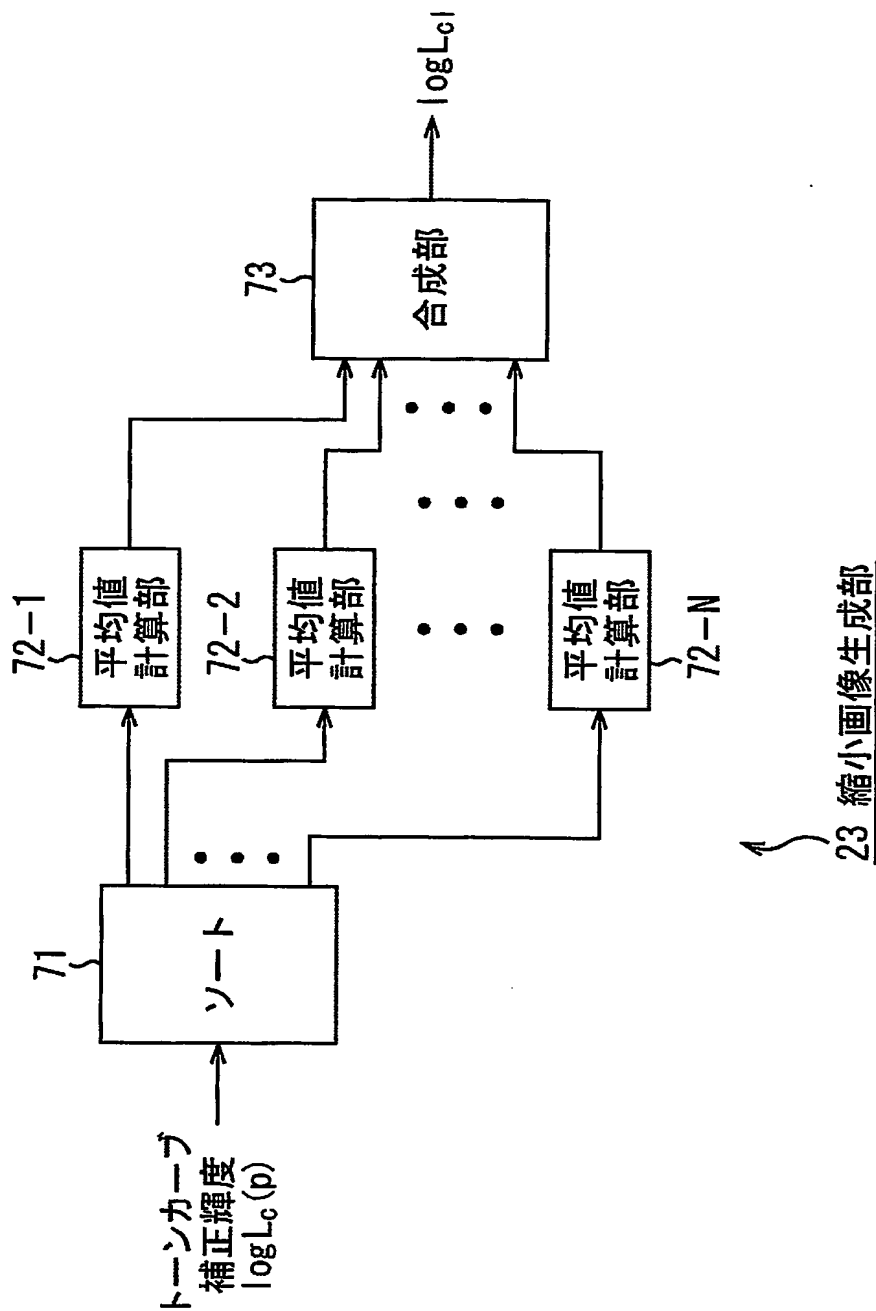 トーンカーブ
補正輝度
logLc(p)
71
ソート
72-1
平均値
計算部
72-2
平均値
計算部
72-N
平均値
計算部
73
合成部
logLcl
23 縮小画像生成部